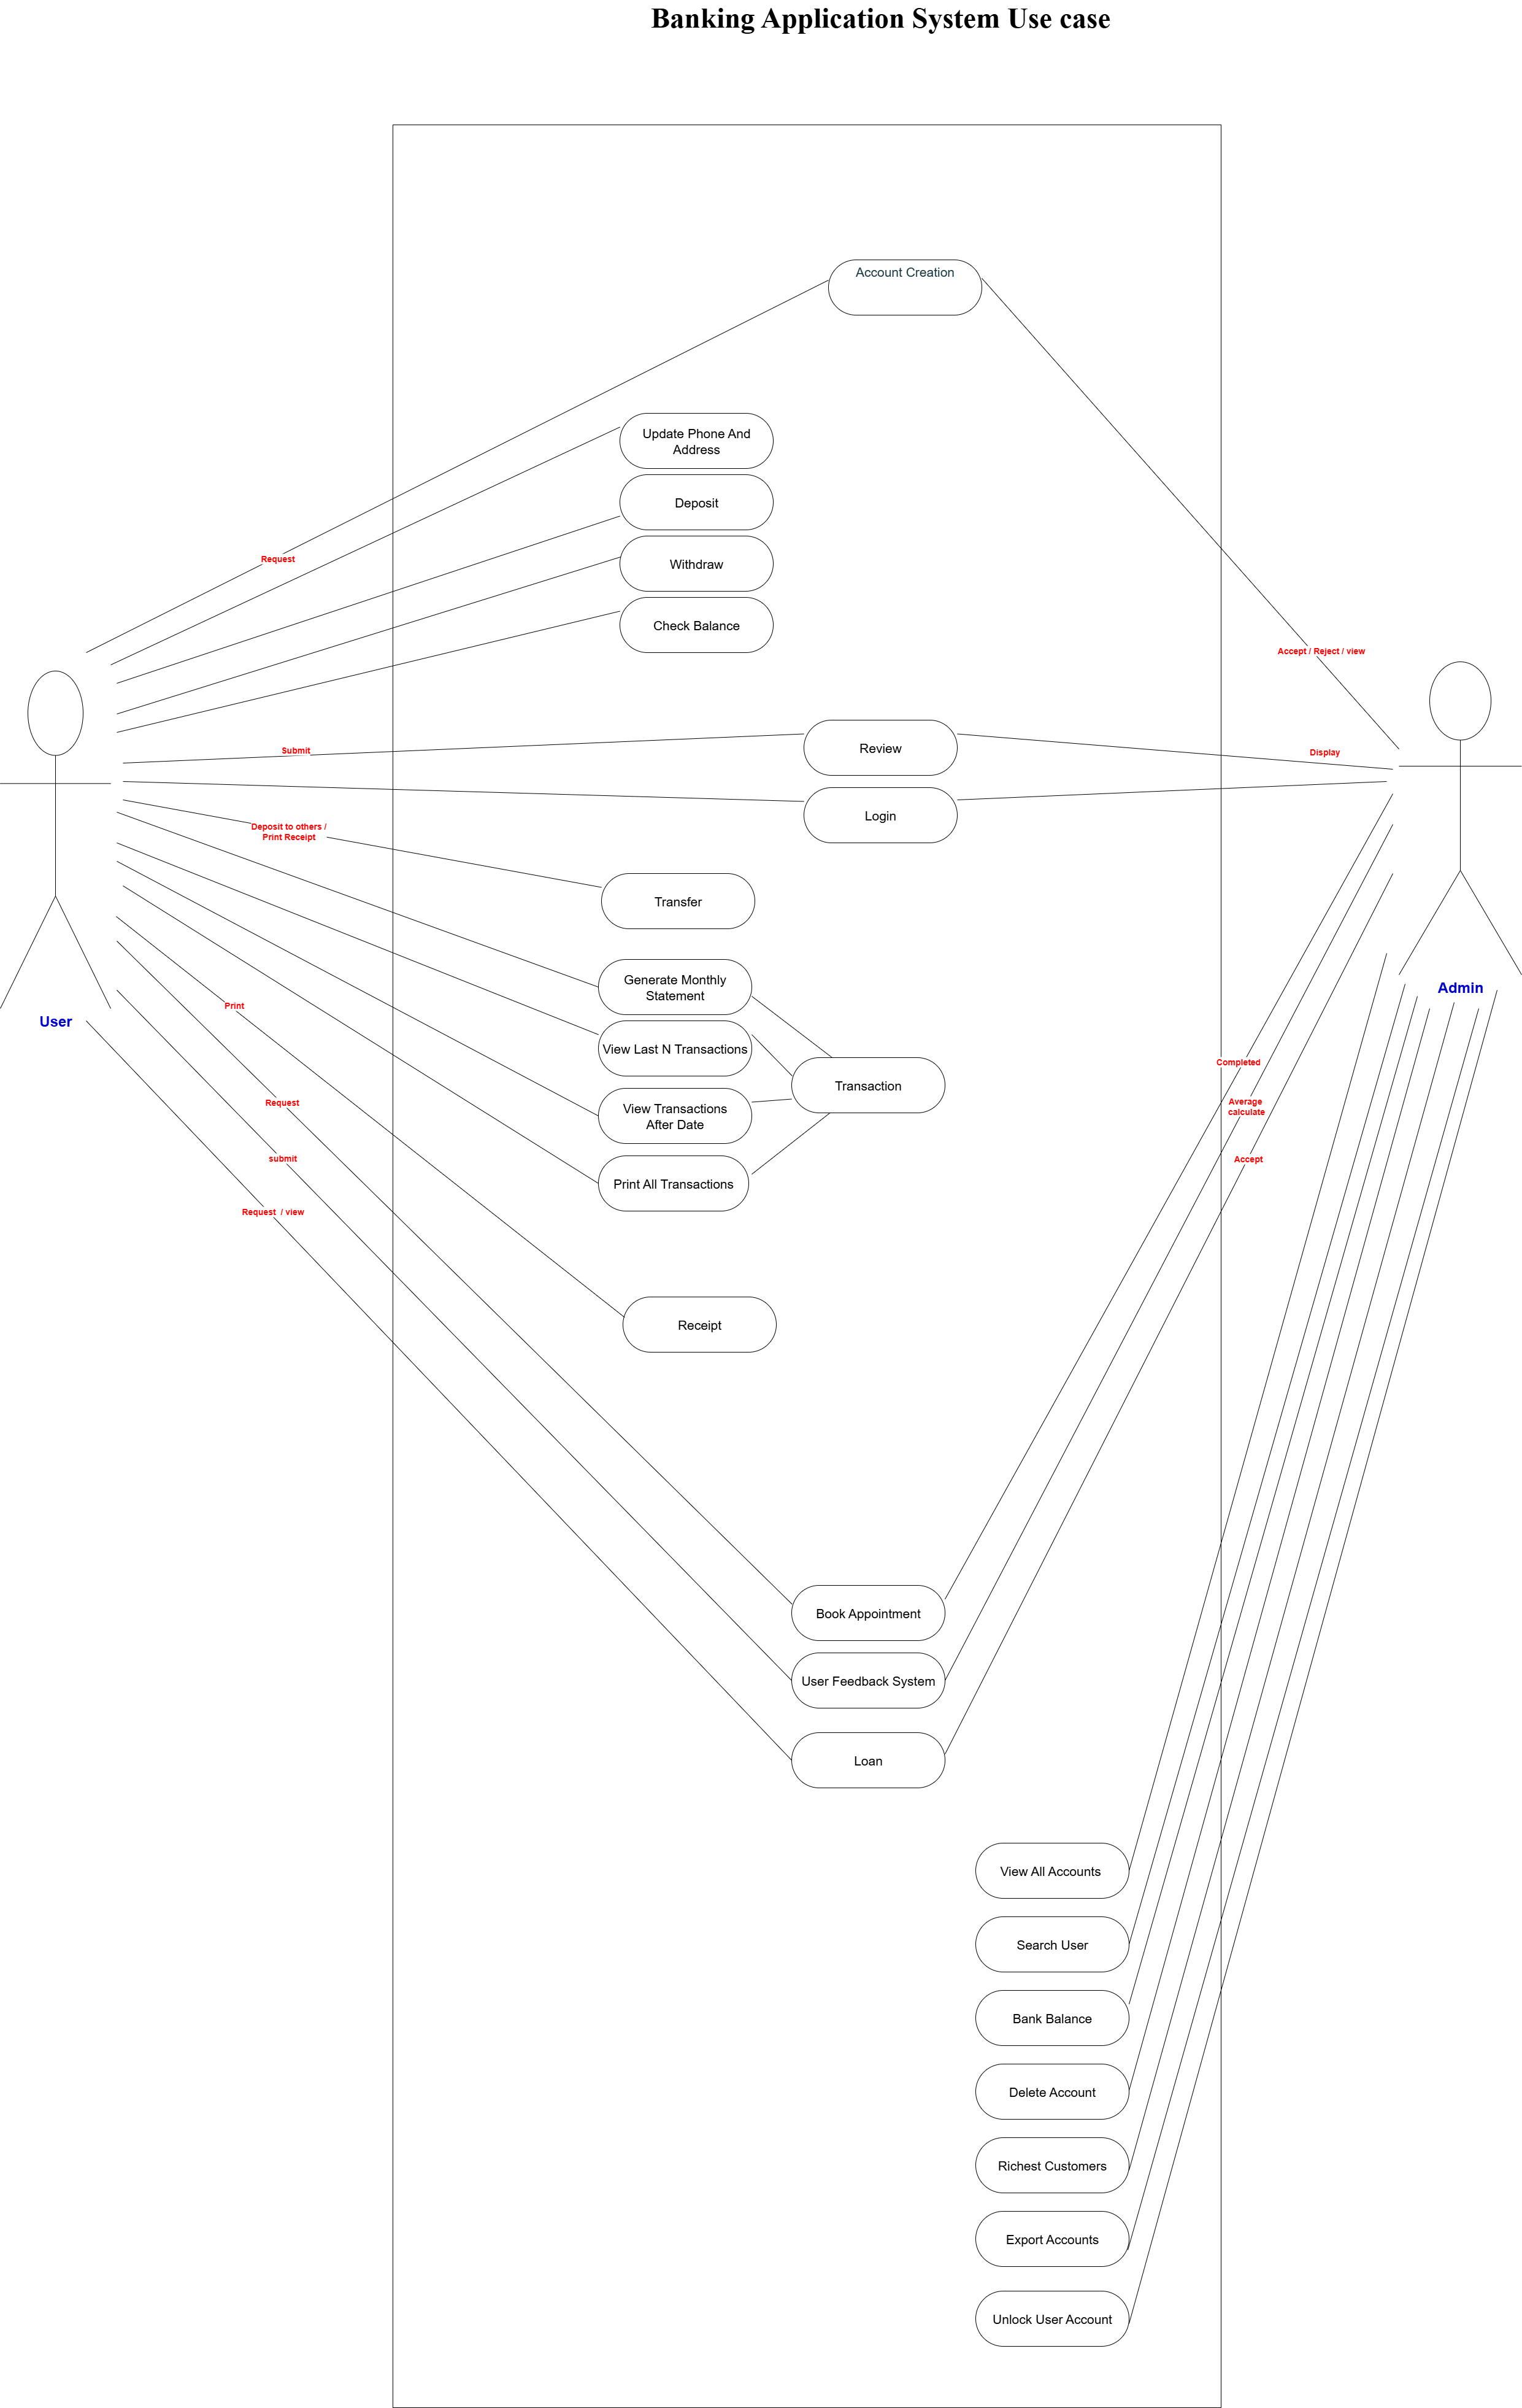 Banking Application System Use case
Account Creation
Update Phone And
Address
Deposit
Request
Withdraw
Check Balance
Accept / Reject / view
Submit
Review
Display
Login
Deposit to others /
Print Receipt
Transfer
Generate Monthly
Statement
Admin
Print
User
View Last N Transactions
Completed
Transaction
Request
Average
calculate
View Transactions
After Date
submit
Accept
Print All Transactions
Request / view
Receipt
Book Appointment
User Feedback System
Loan
View All Accounts
Search User
Bank Balance
Delete Account
Richest Customers
Export Accounts
Unlock User Account